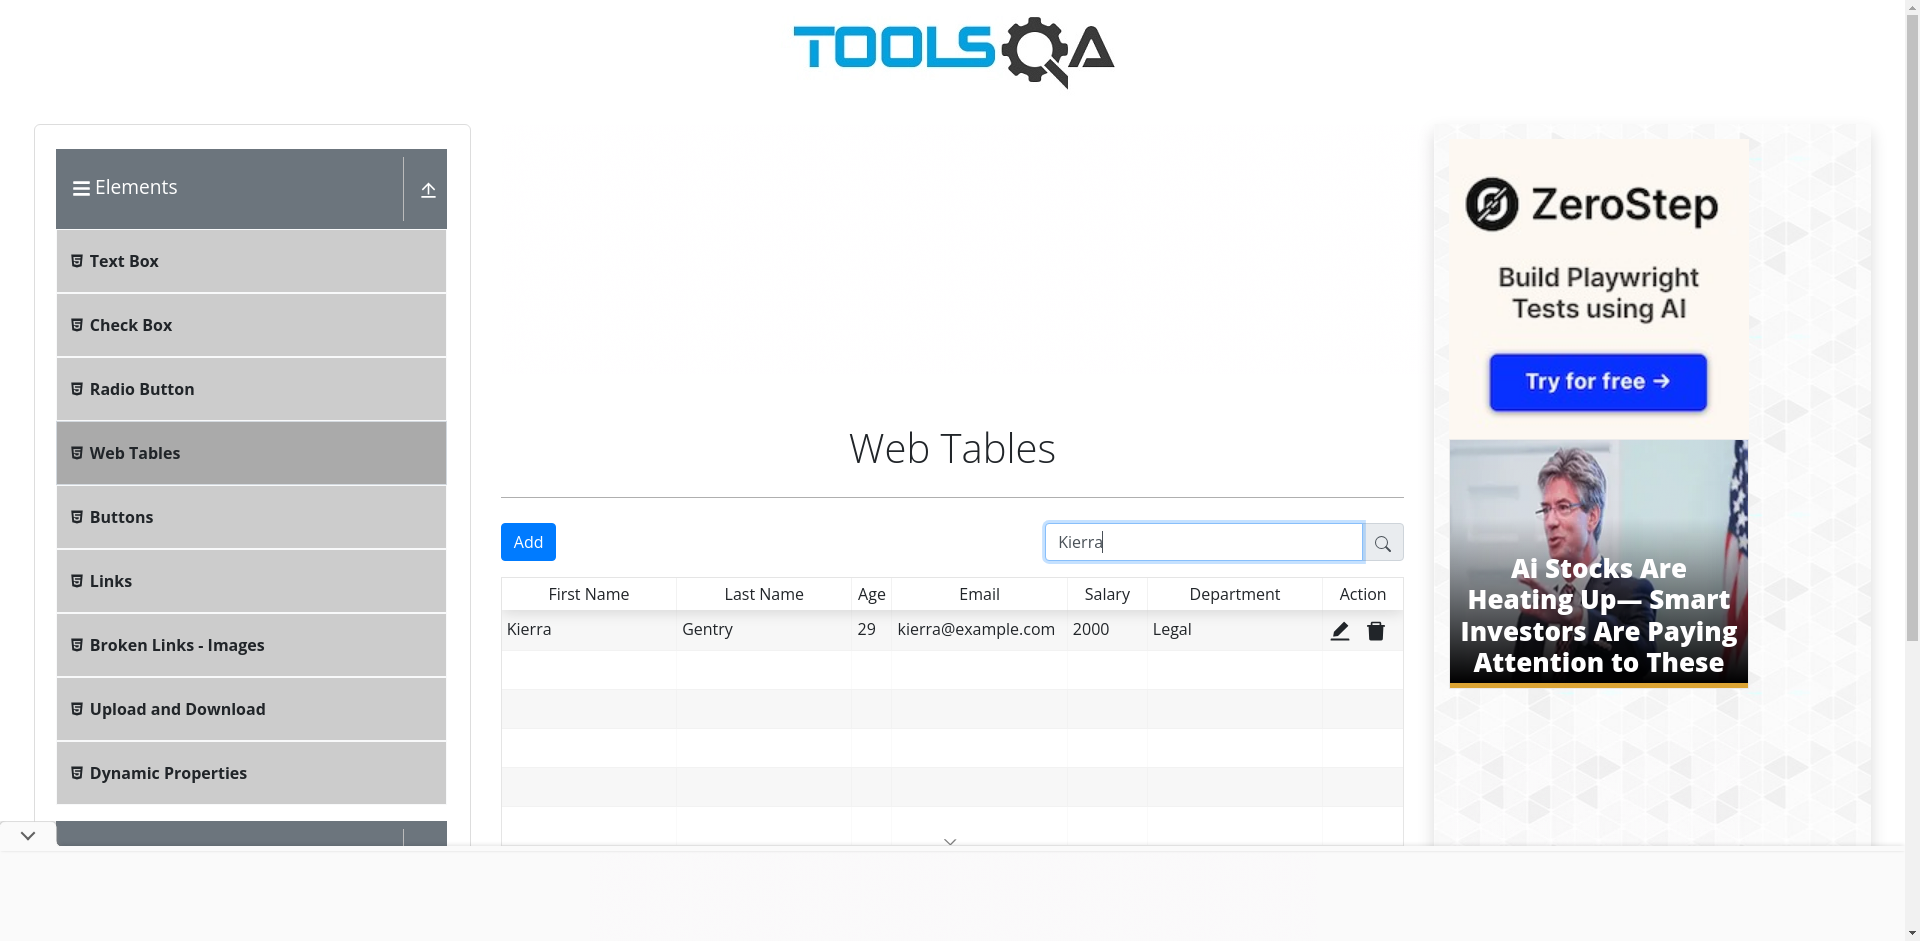 TOOLSQA
Elements
Text Box
Check Box
Radio Button
Web Tables
Buttons
Links
Broken Links - Images
Upload and Download
Dynamic Properties
Web Tables
Add
Kierra
First Name Last Name Age Email Salary Department Action
Kierra Gentry 29 kierra@example.com 2000 Legal
ZeroStep
Build Playwright
Tests using AI
Try for free →
Ai Stocks Are
Heating Up— Smart
Investors Are Paying
Attention to These